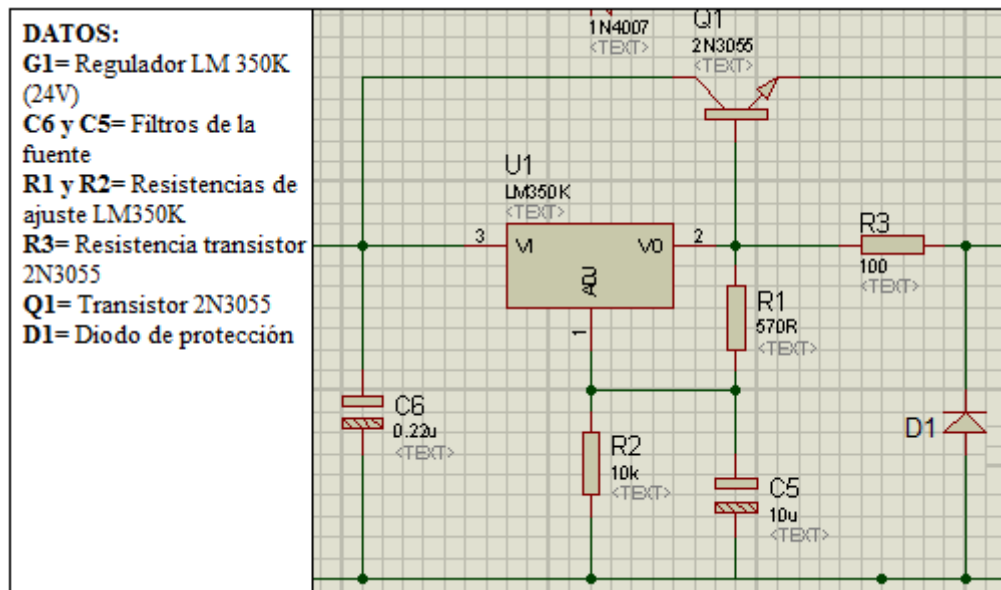 DATOS:
G1= Regulador LM 350K
(24V)
C6 y C5= Filtros de la
fuente
R1 y R2= Resistencias de
ajuste LM350K
R3= Resistencia transistor
2N3055
Q1= Transistor 2N3055
D1= Diodo de protección
1N4007
<TEXT>
Q1
2N3055
<TEXT>
U1
LM350K
<TEXT>
3
VI
VO
2
ADJ
1
R3
100
<TEXT>
R1
570R
<TEXT>
C6
0.22u
<TEXT>
R2
10k
<TEXT>
C5
10u
<TEXT>
D1